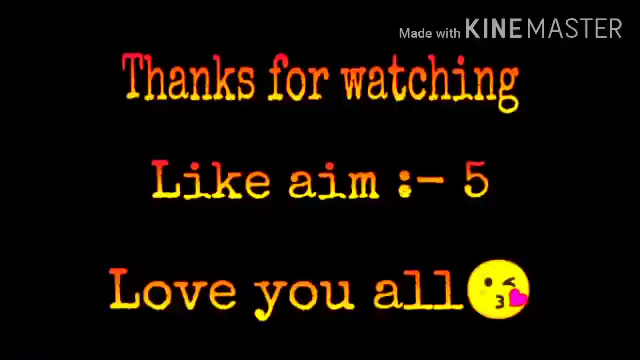 Made with KINEMASTER
Thanks for watching
Like aim :- 5
Love you all😘